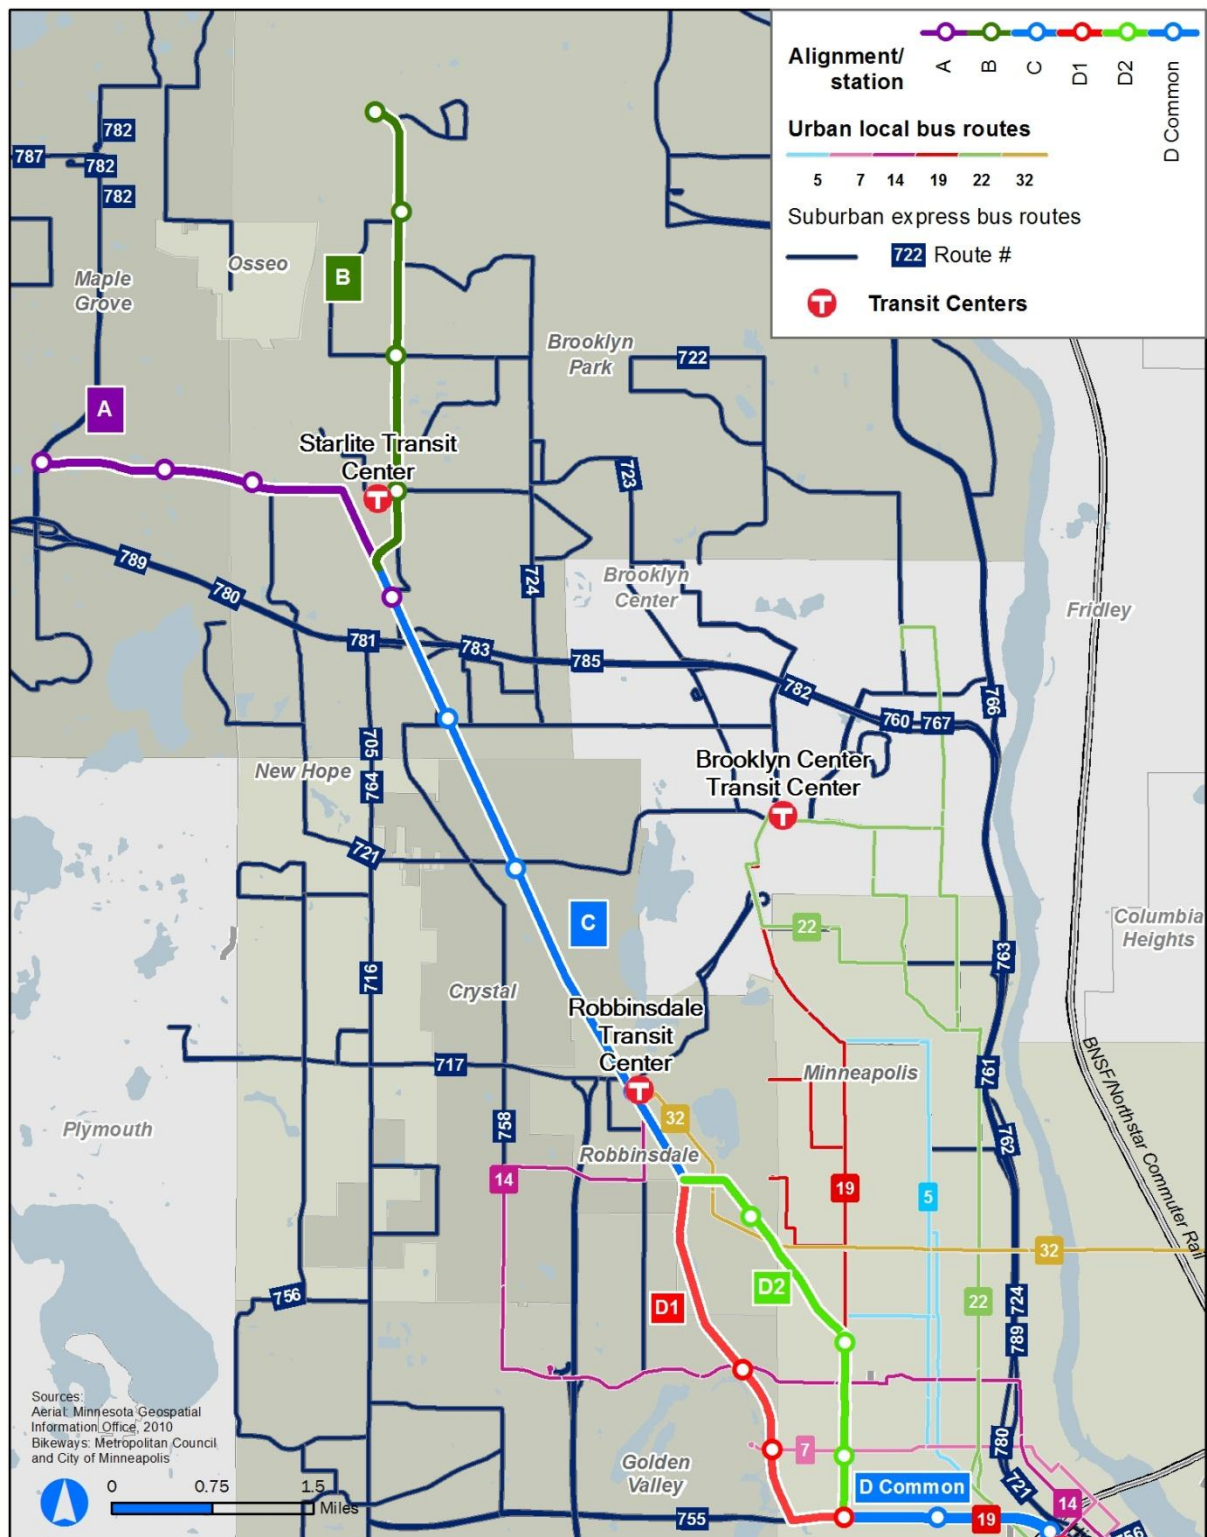 Alignment/
station
A
B
C
D1
D2
D Common
Urban local bus routes
5
7
14
19
22
32
Suburban express bus routes
722 Route #
Transit Centers
782
787
782
782
Osseo
Maple
Grove
B
Brooklyn
Park
722
A
Starlite Transit
Center
723
789
780
724
Brooklyn
Center
Fridley
781
783
785
782
766
760
767
705
764
New Hope
Brooklyn Center
Transit Center
721
C
22
Columbia
Heights
763
716
Crystal
Robbinsdale
Transit
Center
717
Minneapolis
761
BNSF/Northstar Commuter Rail
Plymouth
758
32
762
Robbinsdale
14
19
5
32
D2
756
D1
22
724
789
Sources:
Aerial: Minnesota Geospatial
Information Office, 2010
Bikeways: Metropolitan Council
and City of Minneapolis
780
7
Golden
Valley
721
0
0.75
1.5
Miles
D Common
14
755
19
756